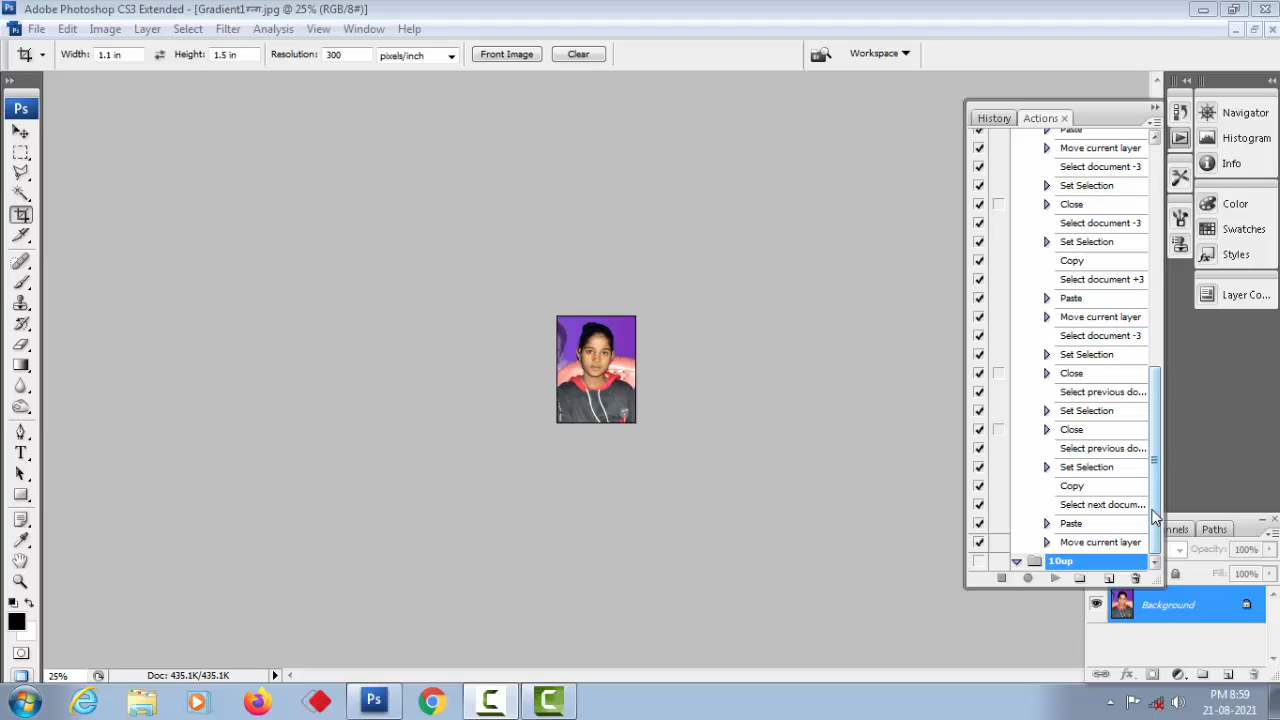 Adobe Photoshop CS3 Extended - [Gradient1रचना.jpg @ 25% (RGB/8#)]
File Edit Image Layer Select Filter Analysis View Window Help
Width: 1.1 in Height: 1.5 in Resolution: 300 pixels/inch Front Image Clear Workspace
Ps
History Actions
Paste
Move current layer
Select document -3
Set Selection
Close
Select document -3
Set Selection
Copy
Select document +3
Paste
Move current layer
Select document -3
Set Selection
Close
Select previous do...
Set Selection
Close
Select previous do...
Set Selection
Copy
Select next docum...
Paste
Move current layer
10up
Navigator
Histogram
Info
Color
Swatches
Styles
Layer Co...
nnels Paths
Opacity: 100%
Fill: 100%
Background
25% Doc: 435.1K/435.1K
Ps
PM 8:59
21-08-2021